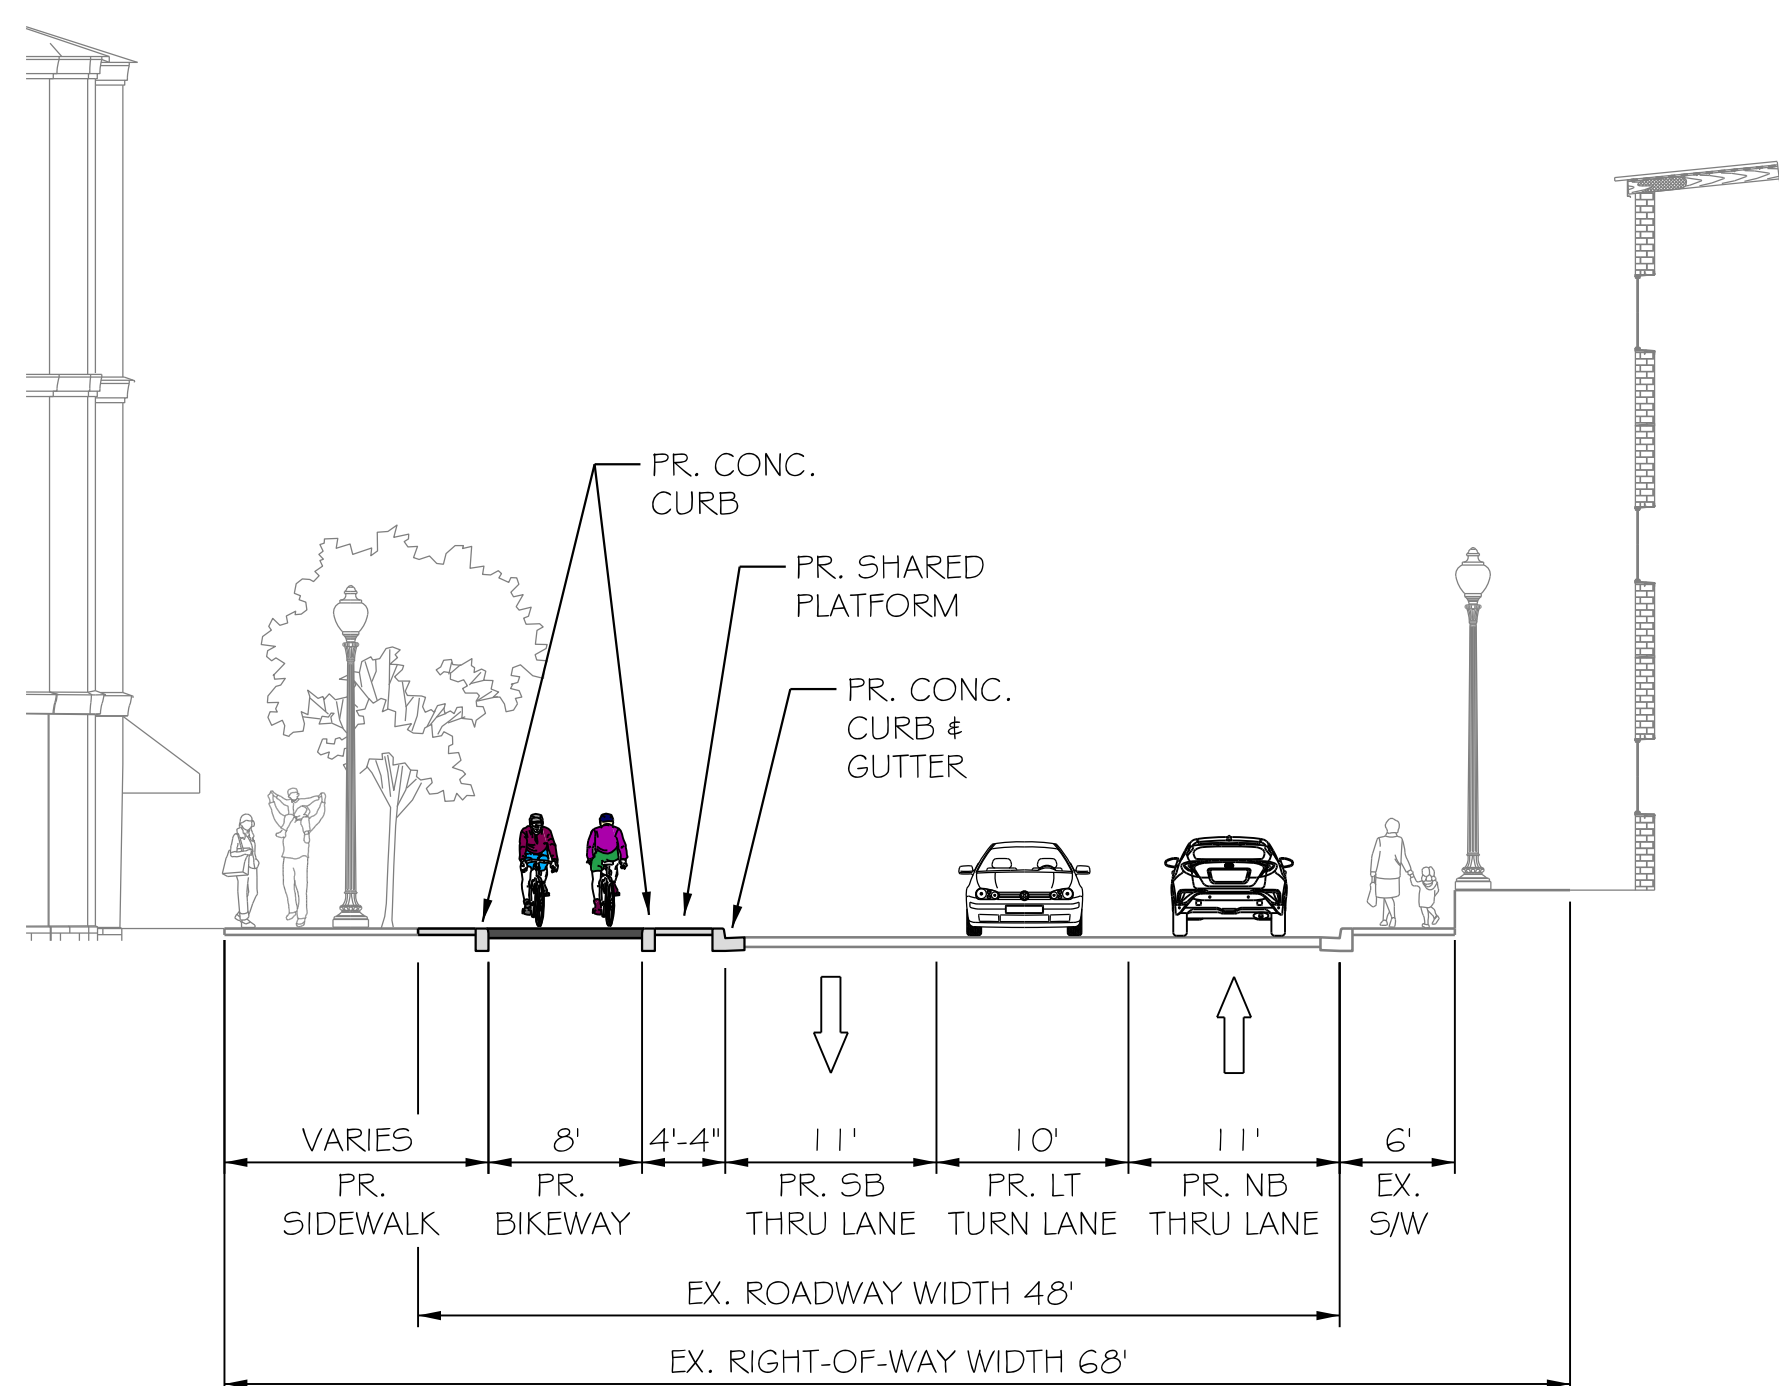 PR. CONC.
CURB
PR. SHARED
PLATFORM
PR. CONC.
CURB &
GUTTER
VARIES
8'
4'-4"
11'
10'
11'
6'
PR.
SIDEWALK
PR.
BIKEWAY
PR. SB
THRU LANE
PR. LT
TURN LANE
PR. NB
THRU LANE
EX.
S/W
EX. ROADWAY WIDTH 48'
EX. RIGHT-OF-WAY WIDTH 68'